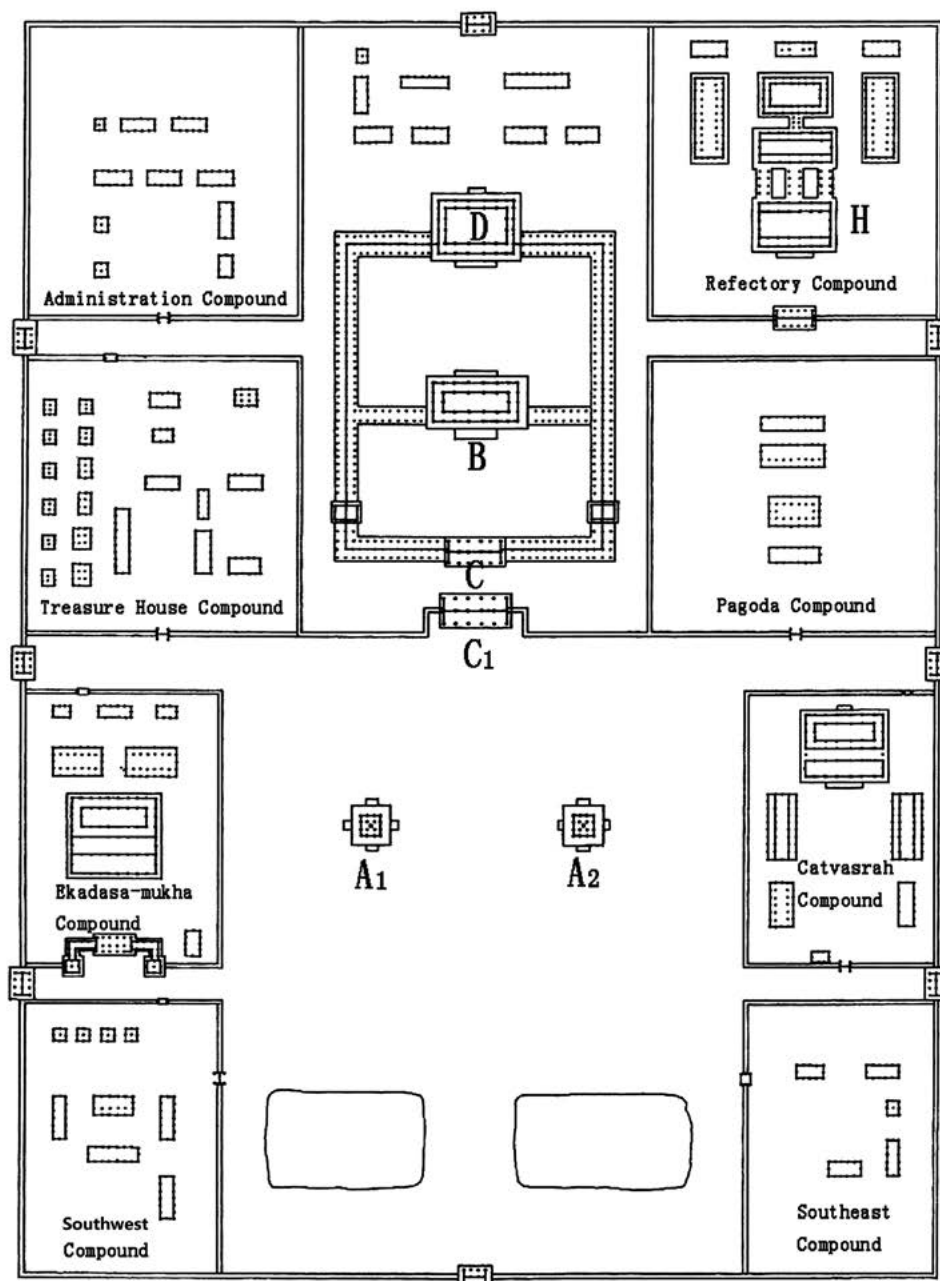 D
H
Administration Compound
Refectory Compound
B
C
Treasure House Compound
Pagoda Compound
C1
A1
A2
Ekadasa-mukha
Compound
Catvasrah
Compound
Southwest
Compound
Southeast
Compound